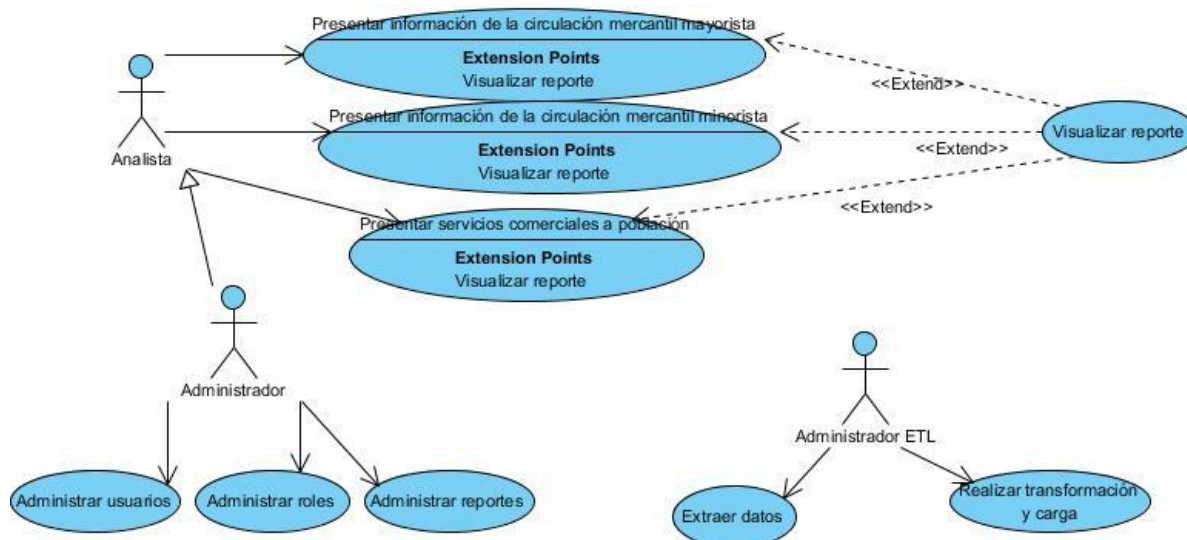 Presentar información de la circulación mercantil mayorista
Extension Points
Visualizar reporte
<<Extend>>
Presentar información de la circulación mercantil minorista
Extension Points
Visualizar reporte
<<Extend>>
Visualizar reporte
Analista
<<Extend>>
Presentar servicios comerciales a población
Extension Points
Visualizar reporte
Administrador
Administrador ETL
Administrar usuarios
Administrar roles
Administrar reportes
Extraer datos
Realizar transformación
y carga